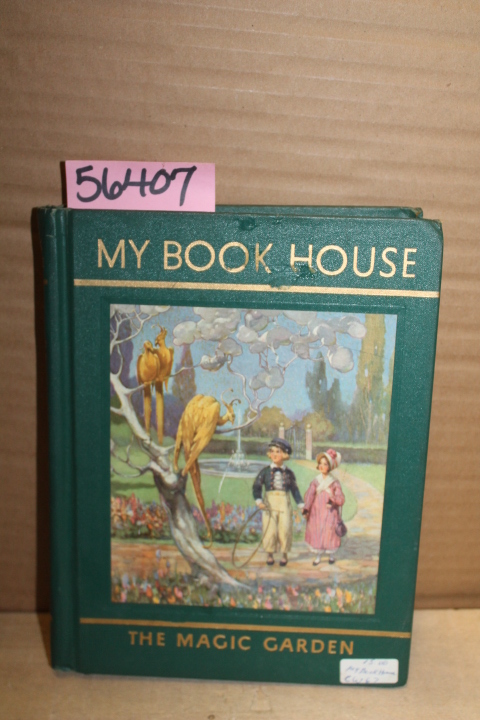 56407
MY BOOK HOUSE
THE MAGIC GARDEN